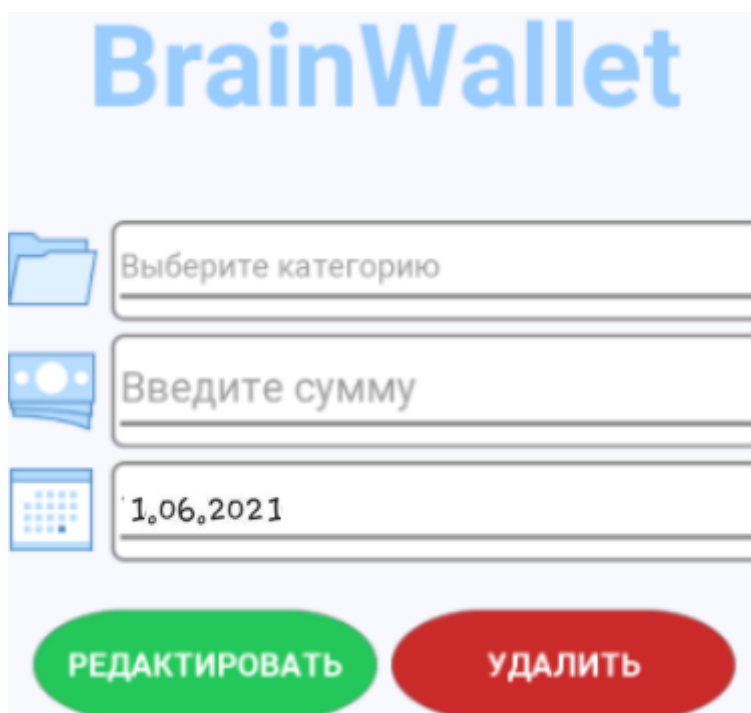 BrainWallet
Выберите категорию
Введите сумму
1.06.2021
РЕДАКТИРОВАТЬ УДАЛИТЬ